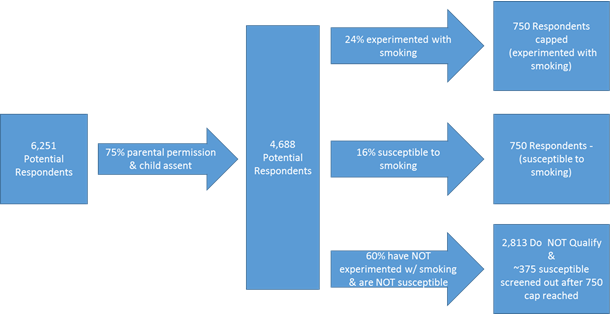 6,251
Potential
Respondents
75% parental permission
& child assent
4,688
Potential
Respondents
24% experimented with
smoking
750 Respondents
capped
(experimented with
smoking)
16% susceptible to
smoking
750 Respondents -
(susceptible to
smoking)
60% have NOT
experimented w/ smoking
& are NOT susceptible
2,813 Do  NOT Qualify
&
~375 susceptible
screened out after 750
cap reached